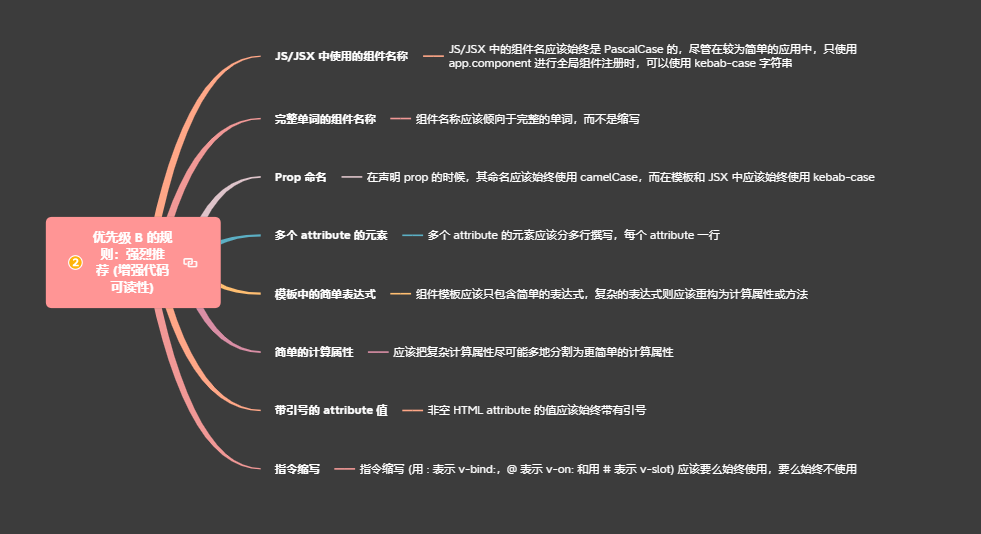 JS/JSX 中使用的组件名称
JS/JSX 中的组件名应该始终是 PascalCase 的，尽管在较为简单的应用中，只使用
app.component 进行全局组件注册时，可以使用 kebab-case 字符串
完整单词的组件名称
组件名称应该倾向于完整的单词，而不是缩写
Prop 命名
在声明 prop 的时候，其命名应该始终使用 camelCase，而在模板和 JSX 中应该始终使用 kebab-case
2
优先级 B 的规
则：强烈推
荐 (增强代码
可读性)
多个 attribute 的元素
多个 attribute 的元素应该分多行撰写，每个 attribute 一行
模板中的简单表达式
组件模板应该只包含简单的表达式，复杂的表达式则应该重构为计算属性或方法
简单的计算属性
应该把复杂计算属性尽可能多地分割为更简单的计算属性
带引号的 attribute 值
非空 HTML attribute 的值应该始终带有引号
指令缩写
指令缩写 (用 : 表示 v-bind:，@ 表示 v-on: 和用 # 表示 v-slot) 应该要么始终使用，要么始终不使用